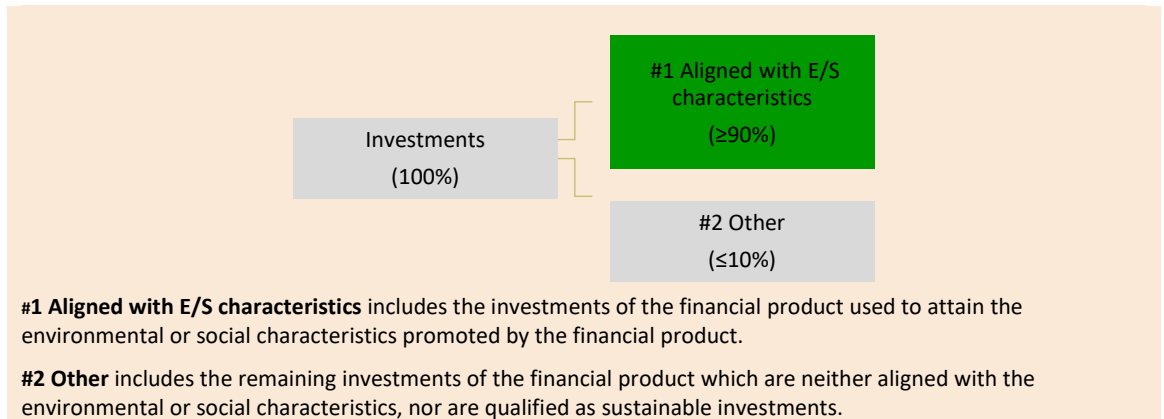 #1 Aligned with E/S
characteristics
(≥90%)
Investments
(100%)
#2 Other
(≤10%)
#1 Aligned with E/S characteristics includes the investments of the financial product used to attain the
environmental or social characteristics promoted by the financial product.
#2 Other includes the remaining investments of the financial product which are neither aligned with the
environmental or social characteristics, nor are qualified as sustainable investments.